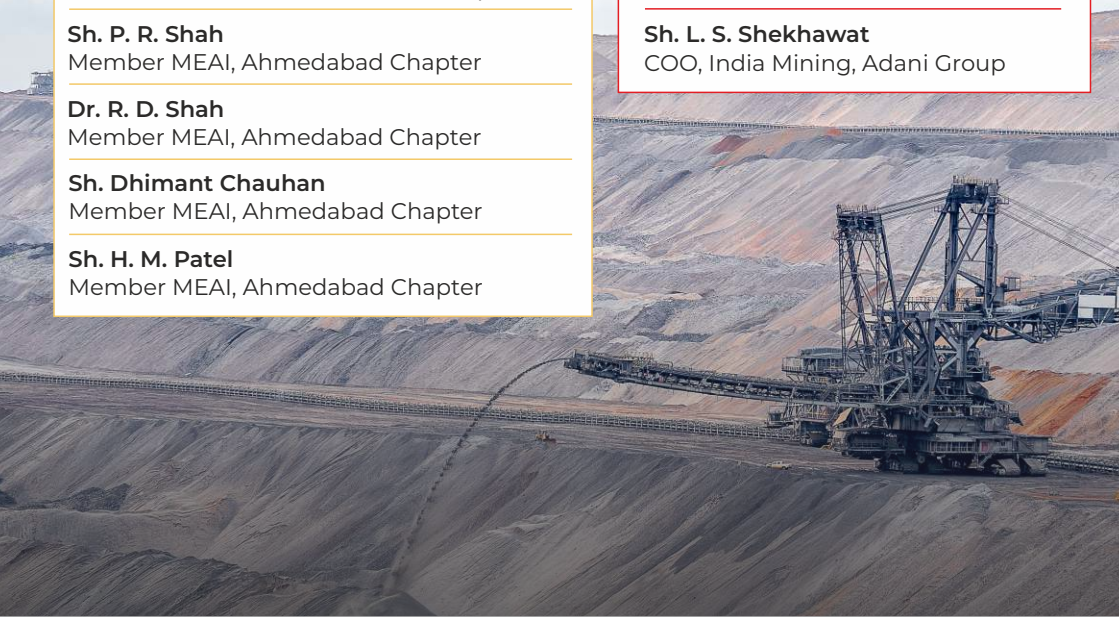 Sh. P. R. Shah
Member MEAI, Ahmedabad Chapter
Dr. R. D. Shah
Member MEAI, Ahmedabad Chapter
Sh. Dhimant Chauhan
Member MEAI, Ahmedabad Chapter
Sh. H. M. Patel
Member MEAI, Ahmedabad Chapter
Sh. L. S. Shekhawat
COO, India Mining, Adani Group